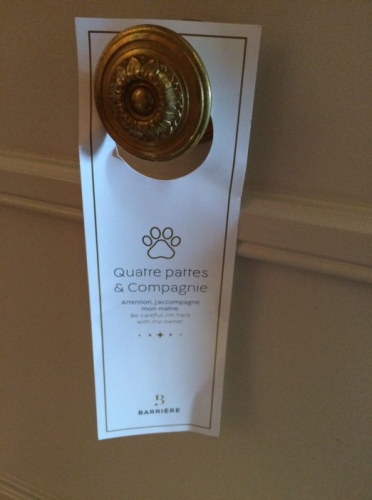 Quatre pattes
& Compagnie
Attention, j'accompagne
mon maître
Be careful, I'm here
with my owner
B
BARRIÈRE